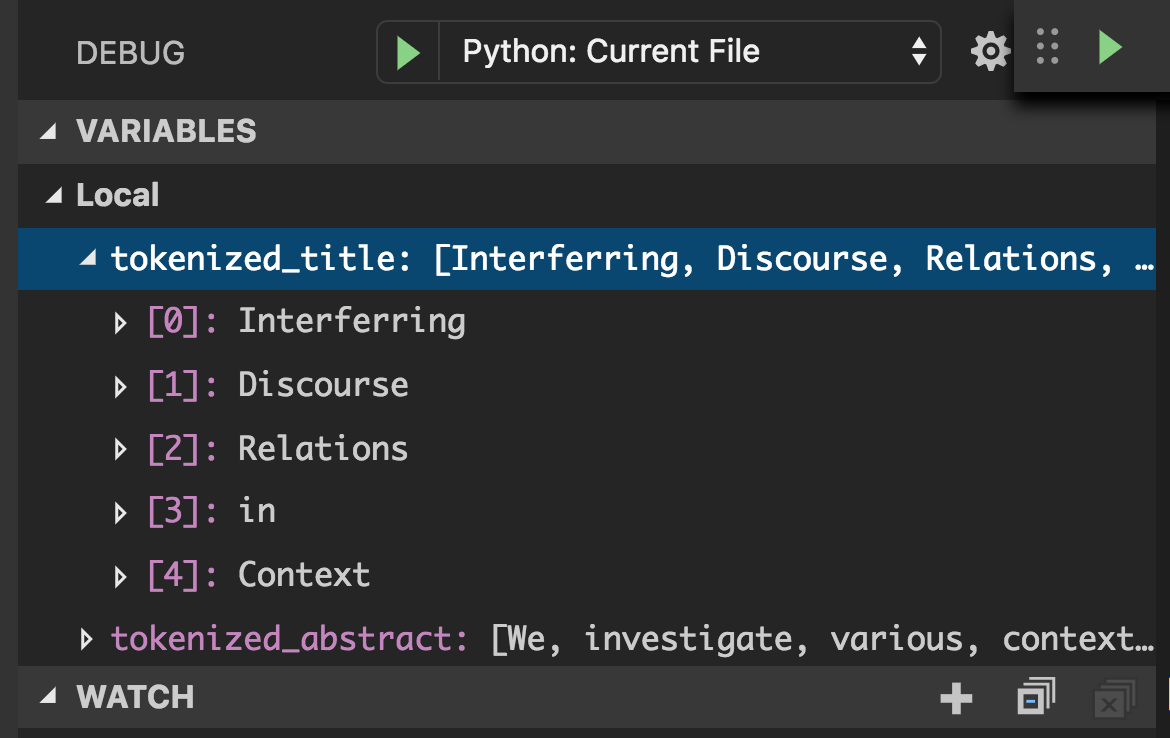 DEBUG Python: Current File
VARIABLES
Local
tokenized_title: [Interferring, Discourse, Relations, …
[0]: Interferring
[1]: Discourse
[2]: Relations
[3]: in
[4]: Context
tokenized_abstract: [We, investigate, various, context…
WATCH